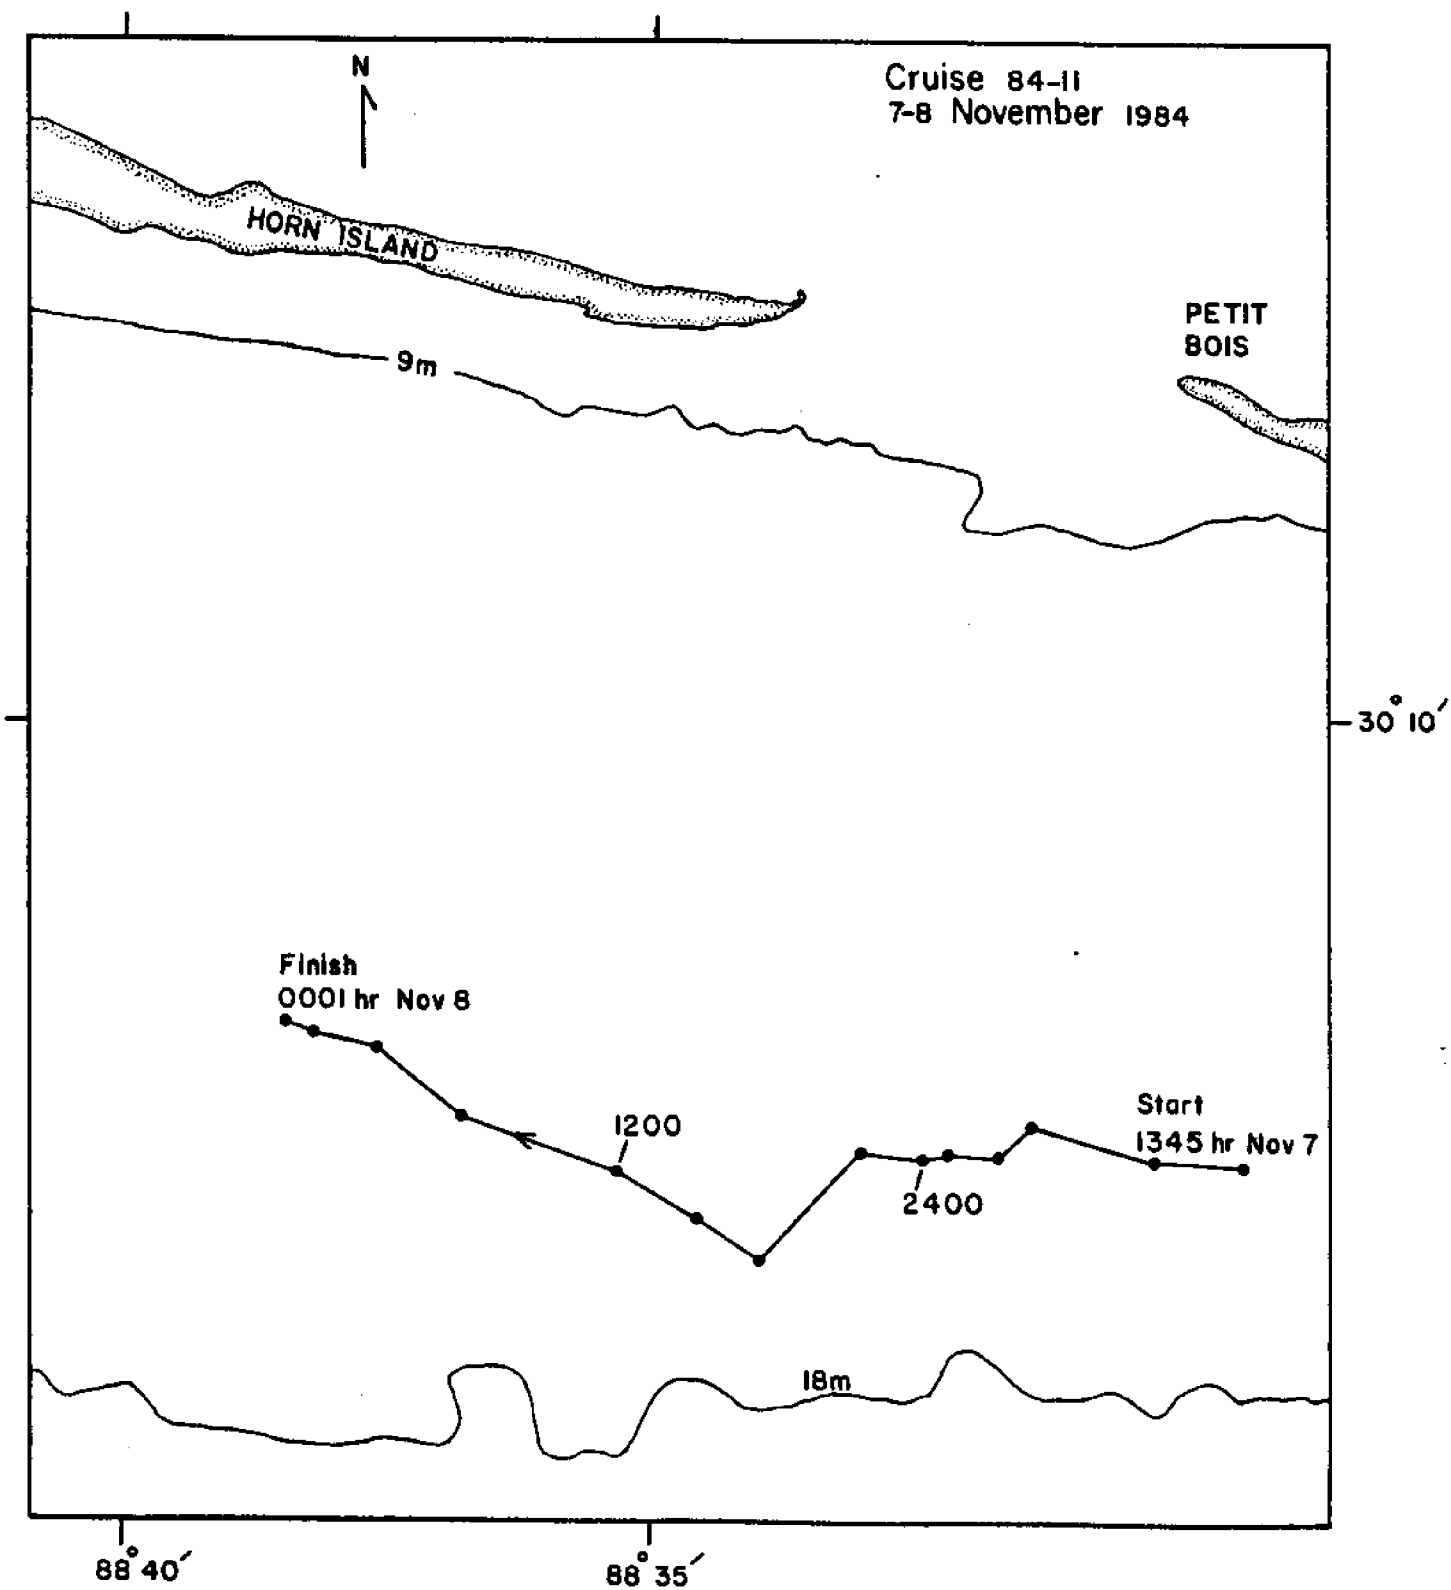 N
Cruise 84-11
7-8 November 1984
HORN ISLAND
PETIT
BOIS
9m
30° 10′
Finish
0001 hr Nov 8
1200
Start
1345 hr Nov 7
2400
18m
88° 40′
88° 35′